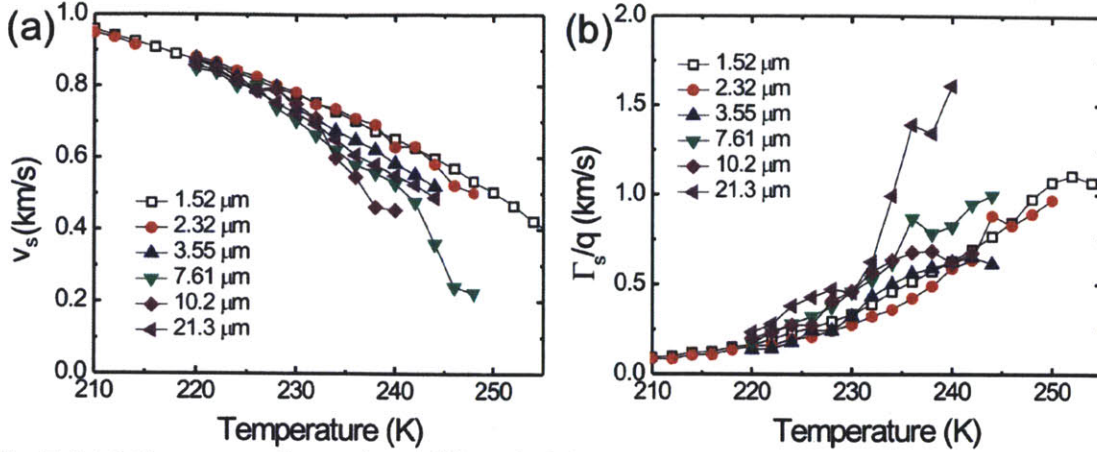 (a)
1.0
0.8
0.6
0.4
0.2
0.0
v_s (km/s)
1.52 μm
2.32 μm
3.55 μm
7.61 μm
10.2 μm
21.3 μm
210 220 230 240 250
Temperature (K)
(b)
2.0
1.5
1.0
0.5
0.0
Γ_s/q (km/s)
1.52 μm
2.32 μm
3.55 μm
7.61 μm
10.2 μm
21.3 μm
210 220 230 240 250
Temperature (K)